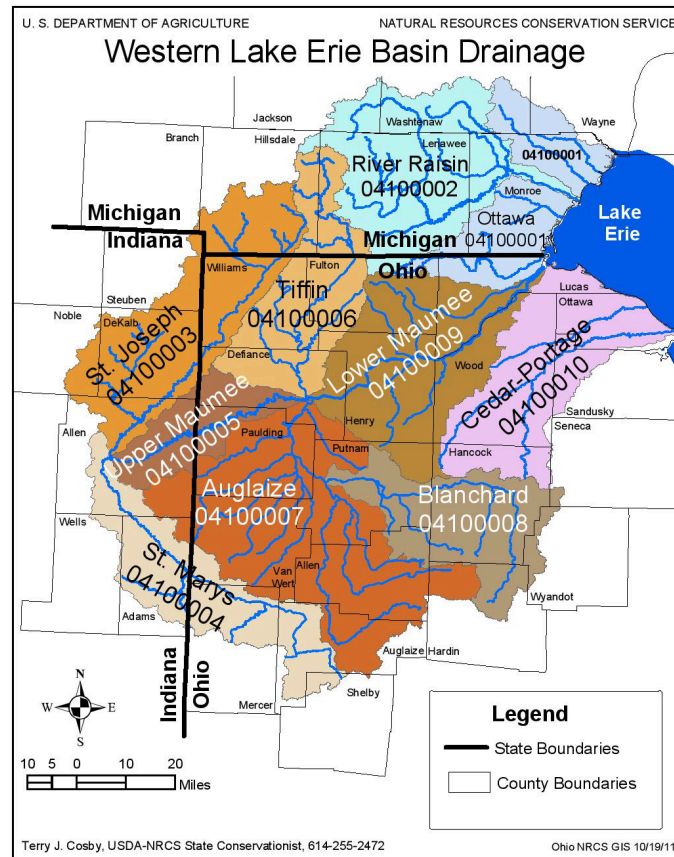 U. S. DEPARTMENT OF AGRICULTURE
NATURAL RESOURCES CONSERVATION SERVICE
Western Lake Erie Basin Drainage
Jackson
Washtenaw
Wayne
Branch
Hillsdale
Lenawee
04100001
River Raisin
04100002
Monroe
Michigan
Indiana
Ottawa
04100001
Michigan
Ohio
Lake
Erie
Williams
Fulton
Lucas
Ottawa
Steuben
Noble
DeKalb
Tiffin
04100006
St. Joseph
04100003
Defiance
Lower Maumee
04100009
Wood
Cedar-Portage
04100010
Sandusky
Seneca
Allen
Upper Maumee
04100005
Henry
Paulding
Putnam
Hancock
Auglaize
04100007
Blanchard
04100008
Wells
St. Marys
04100004
Van
Wert
Allen
Wyandot
Adams
Auglaize
Hardin
Indiana
Ohio
Mercer
Shelby
N
W
E
S
10 5 0 10 20
Miles
Legend
State Boundaries
County Boundaries
Terry J. Cosby, USDA-NRCS State Conservationist, 614-255-2472
Ohio NRCS GIS 10/19/11